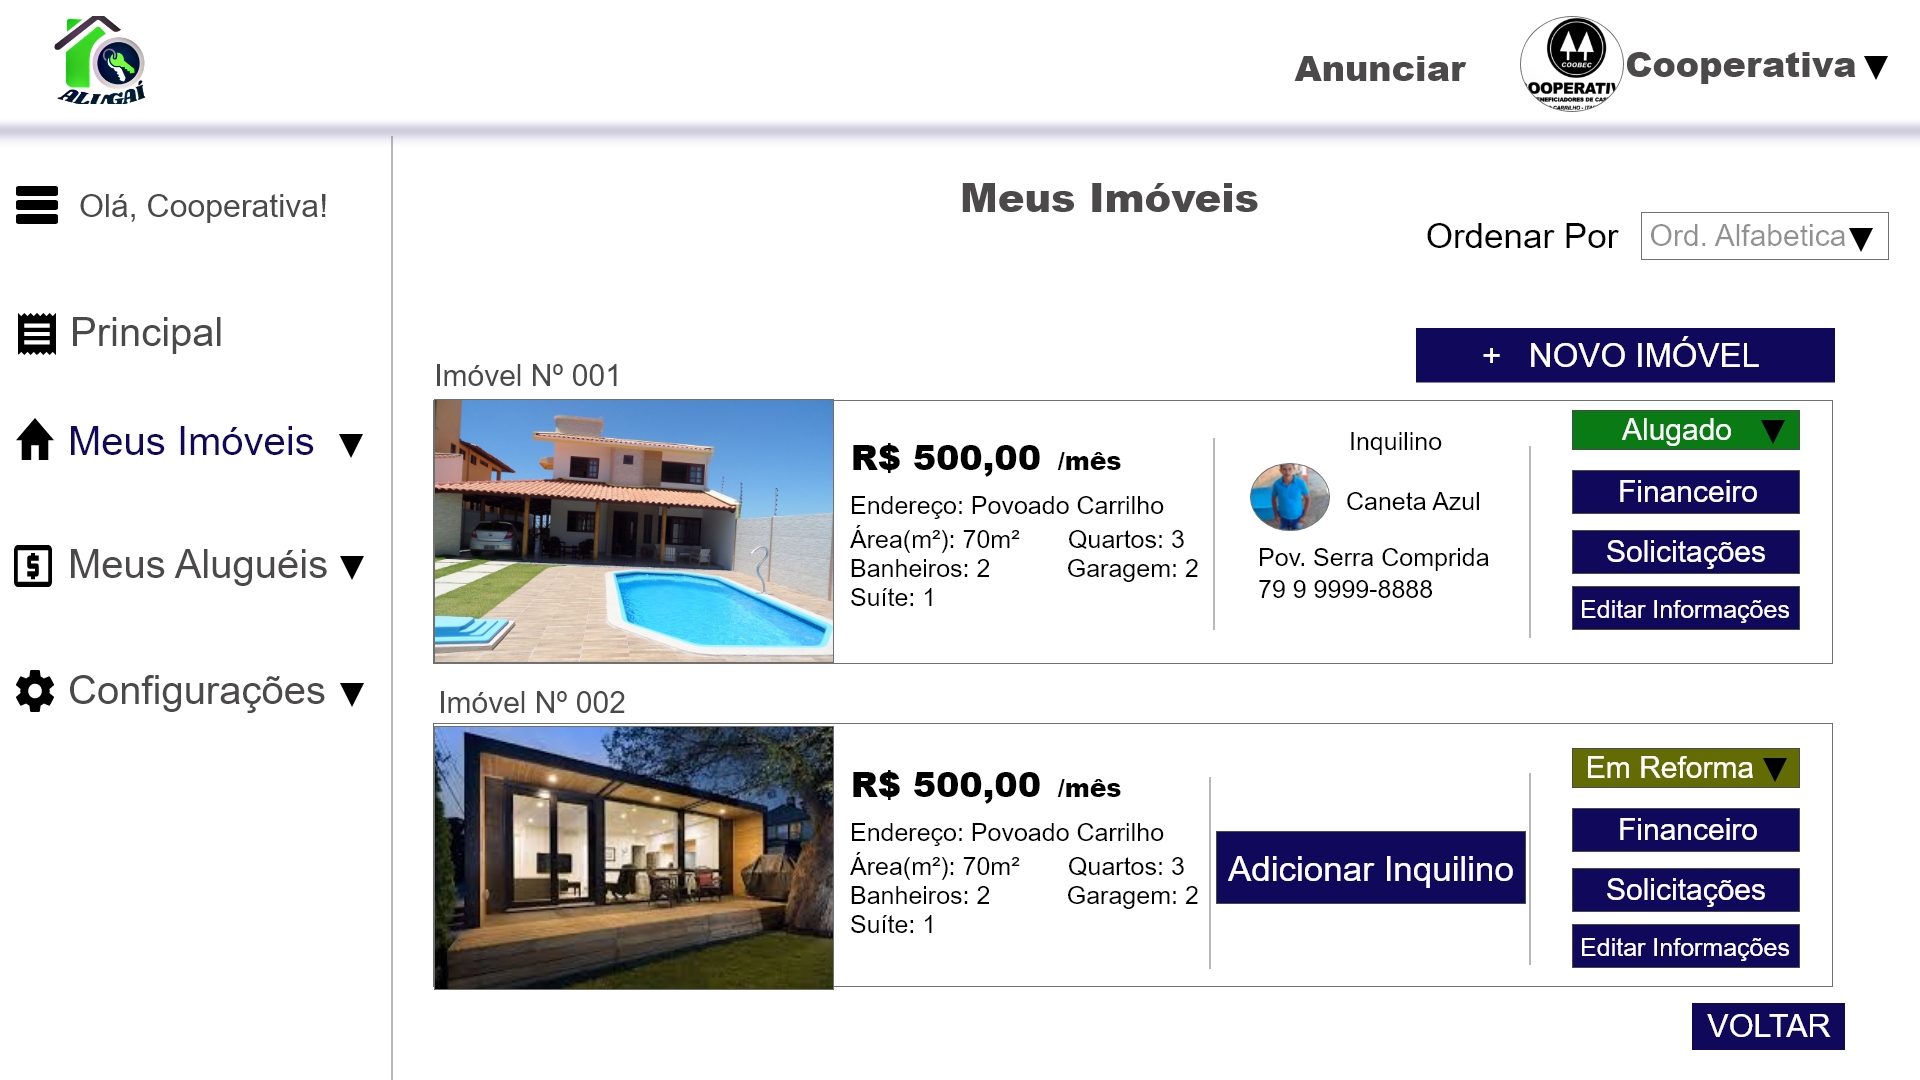 ALUGAÍ
Anunciar
COOBEC
OOPERATIV
Cooperativa ▼
Olá, Cooperativa!
Principal
Meus Imóveis ▼
Meus Aluguéis ▼
Configurações ▼
Meus Imóveis
Ordenar Por
Ord. Alfabetica▼
+ NOVO IMÓVEL
Imóvel Nº 001
R$ 500,00 /mês
Endereço: Povoado Carrilho
Área(m²): 70m² Quartos: 3
Banheiros: 2 Garagem: 2
Suíte: 1
Inquilino
Caneta Azul
Pov. Serra Comprida
79 9 9999-8888
Alugado ▼
Financeiro
Solicitações
Editar Informações
Imóvel Nº 002
R$ 500,00 /mês
Endereço: Povoado Carrilho
Área(m²): 70m² Quartos: 3
Banheiros: 2 Garagem: 2
Suíte: 1
Adicionar Inquilino
Em Reforma ▼
Financeiro
Solicitações
Editar Informações
VOLTAR